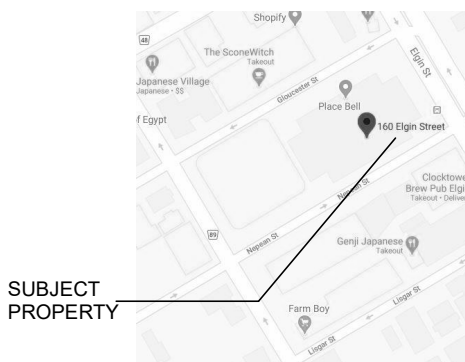 Shopify
48
The SconeWitch
Takeout
Elgin St
Japanese Village
Japanese • $$
Gloucester St
Place Bell
f Egypt
160 Elgin Street
Clocktowe
Brew Pub Elgi
Takeout • Deliver
Nepean St
89
Nepean St
Genji Japanese
Takeout
SUBJECT
PROPERTY
Lisgar St
Farm Boy
Lisgar St